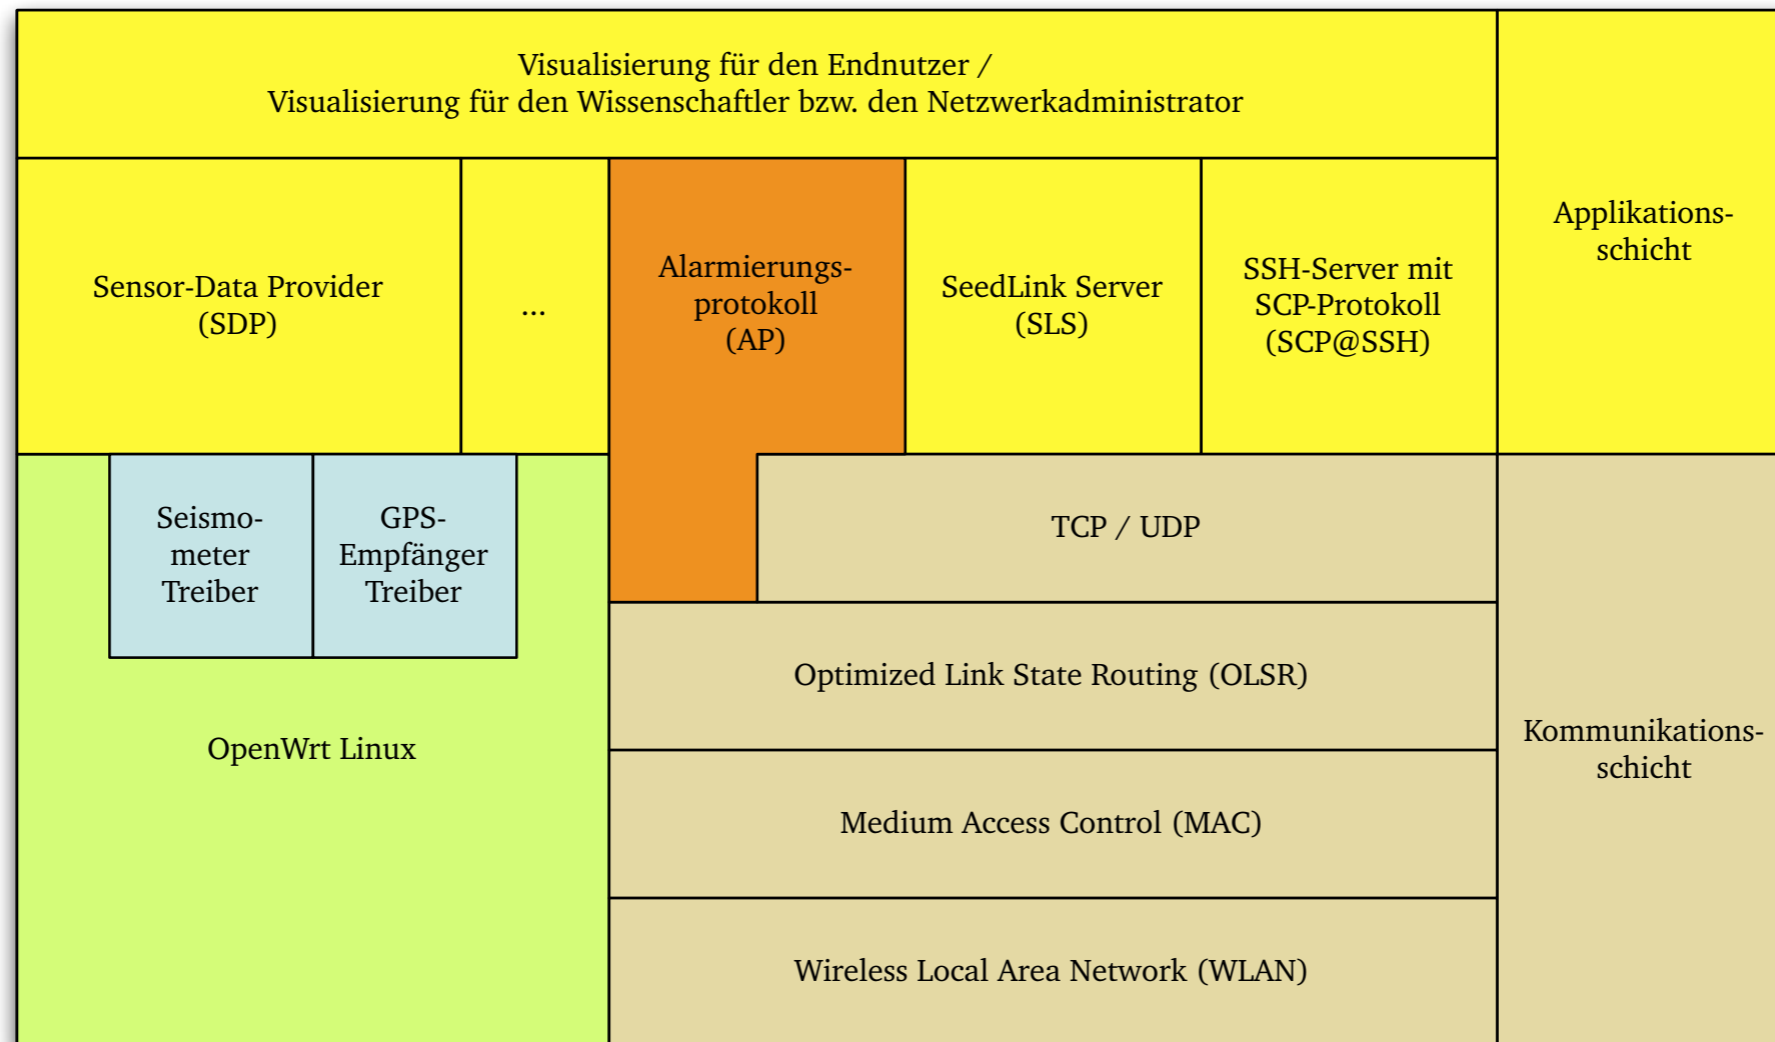 Visualisierung für den Endnutzer /
Visualisierung für den Wissenschaftler bzw. den Netzwerkadministrator
Applikations-
schicht
Sensor-Data Provider
(SDP)
...
Alarmierungs-
protokoll
(AP)
SeedLink Server
(SLS)
SSH-Server mit
SCP-Protokoll
(SCP@SSH)
Seismo-
meter
Treiber
GPS-
Empfänger
Treiber
OpenWrt Linux
TCP / UDP
Optimized Link State Routing (OLSR)
Medium Access Control (MAC)
Wireless Local Area Network (WLAN)
Kommunikations-
schicht